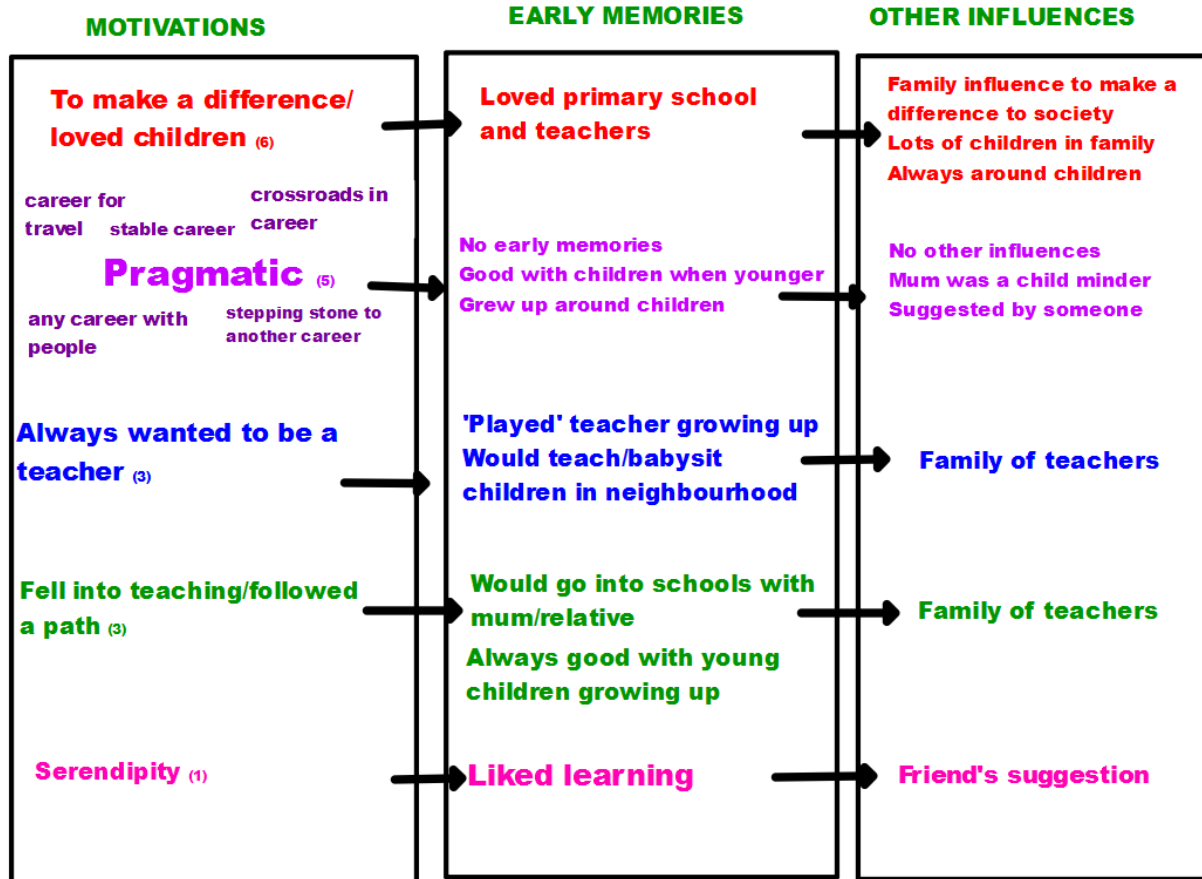 MOTIVATIONS
EARLY MEMORIES
OTHER INFLUENCES
To make a difference/
loved children (6)
Loved primary school
and teachers
Family influence to make a
difference to society
Lots of children in family
Always around children
career for
travel
stable career
crossroads in
career
Pragmatic (5)
any career with
people
stepping stone to
another career
No early memories
Good with children when younger
Grew up around children
No other influences
Mum was a child minder
Suggested by someone
Always wanted to be a
teacher (3)
'Played' teacher growing up
Would teach/babysit
children in neighbourhood
Family of teachers
Fell into teaching/followed
a path (3)
Would go into schools with
mum/relative
Always good with young
children growing up
Family of teachers
Serendipity (1)
Liked learning
Friend's suggestion